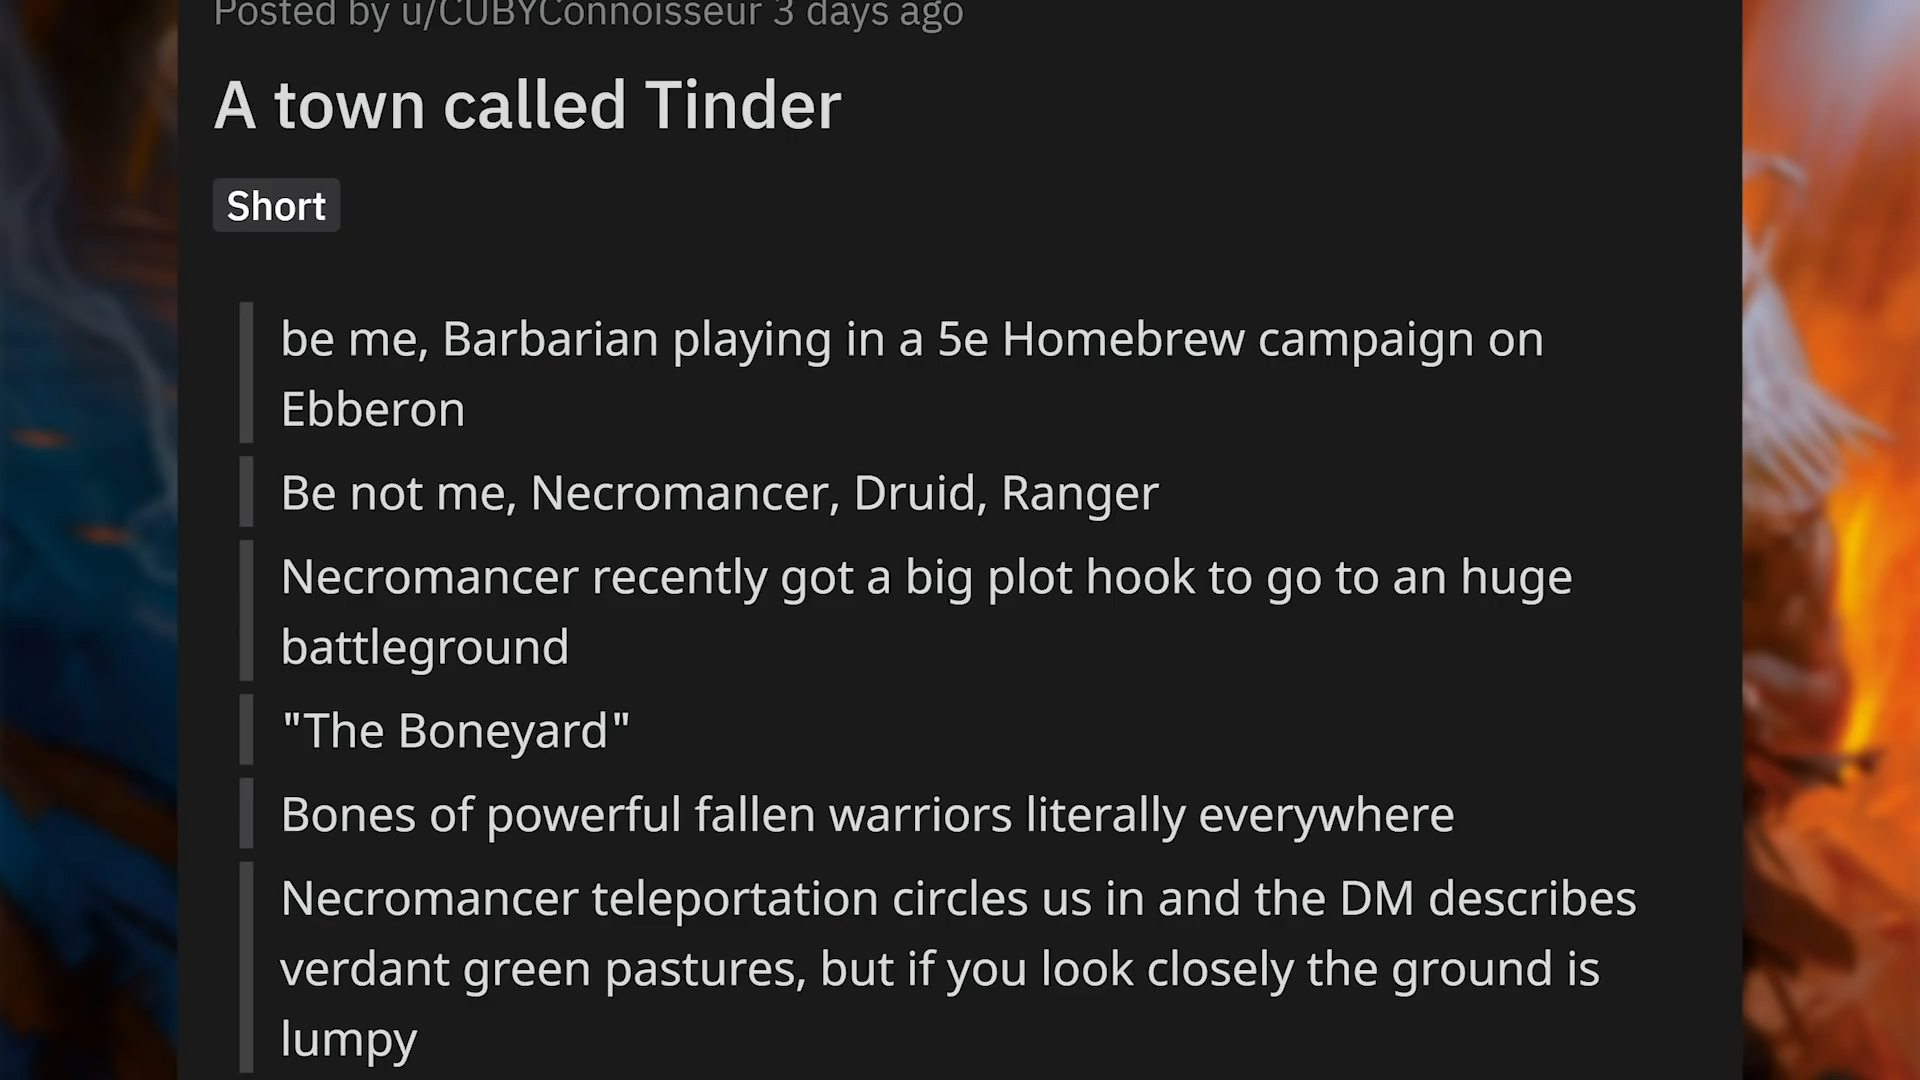 Posted by u/CUBYConnoisseur 3 days ago
A town called Tinder
Short
be me, Barbarian playing in a 5e Homebrew campaign on
Ebberon
Be not me, Necromancer, Druid, Ranger
Necromancer recently got a big plot hook to go to an huge
battleground
"The Boneyard"
Bones of powerful fallen warriors literally everywhere
Necromancer teleportation circles us in and the DM describes
verdant green pastures, but if you look closely the ground is
lumpy